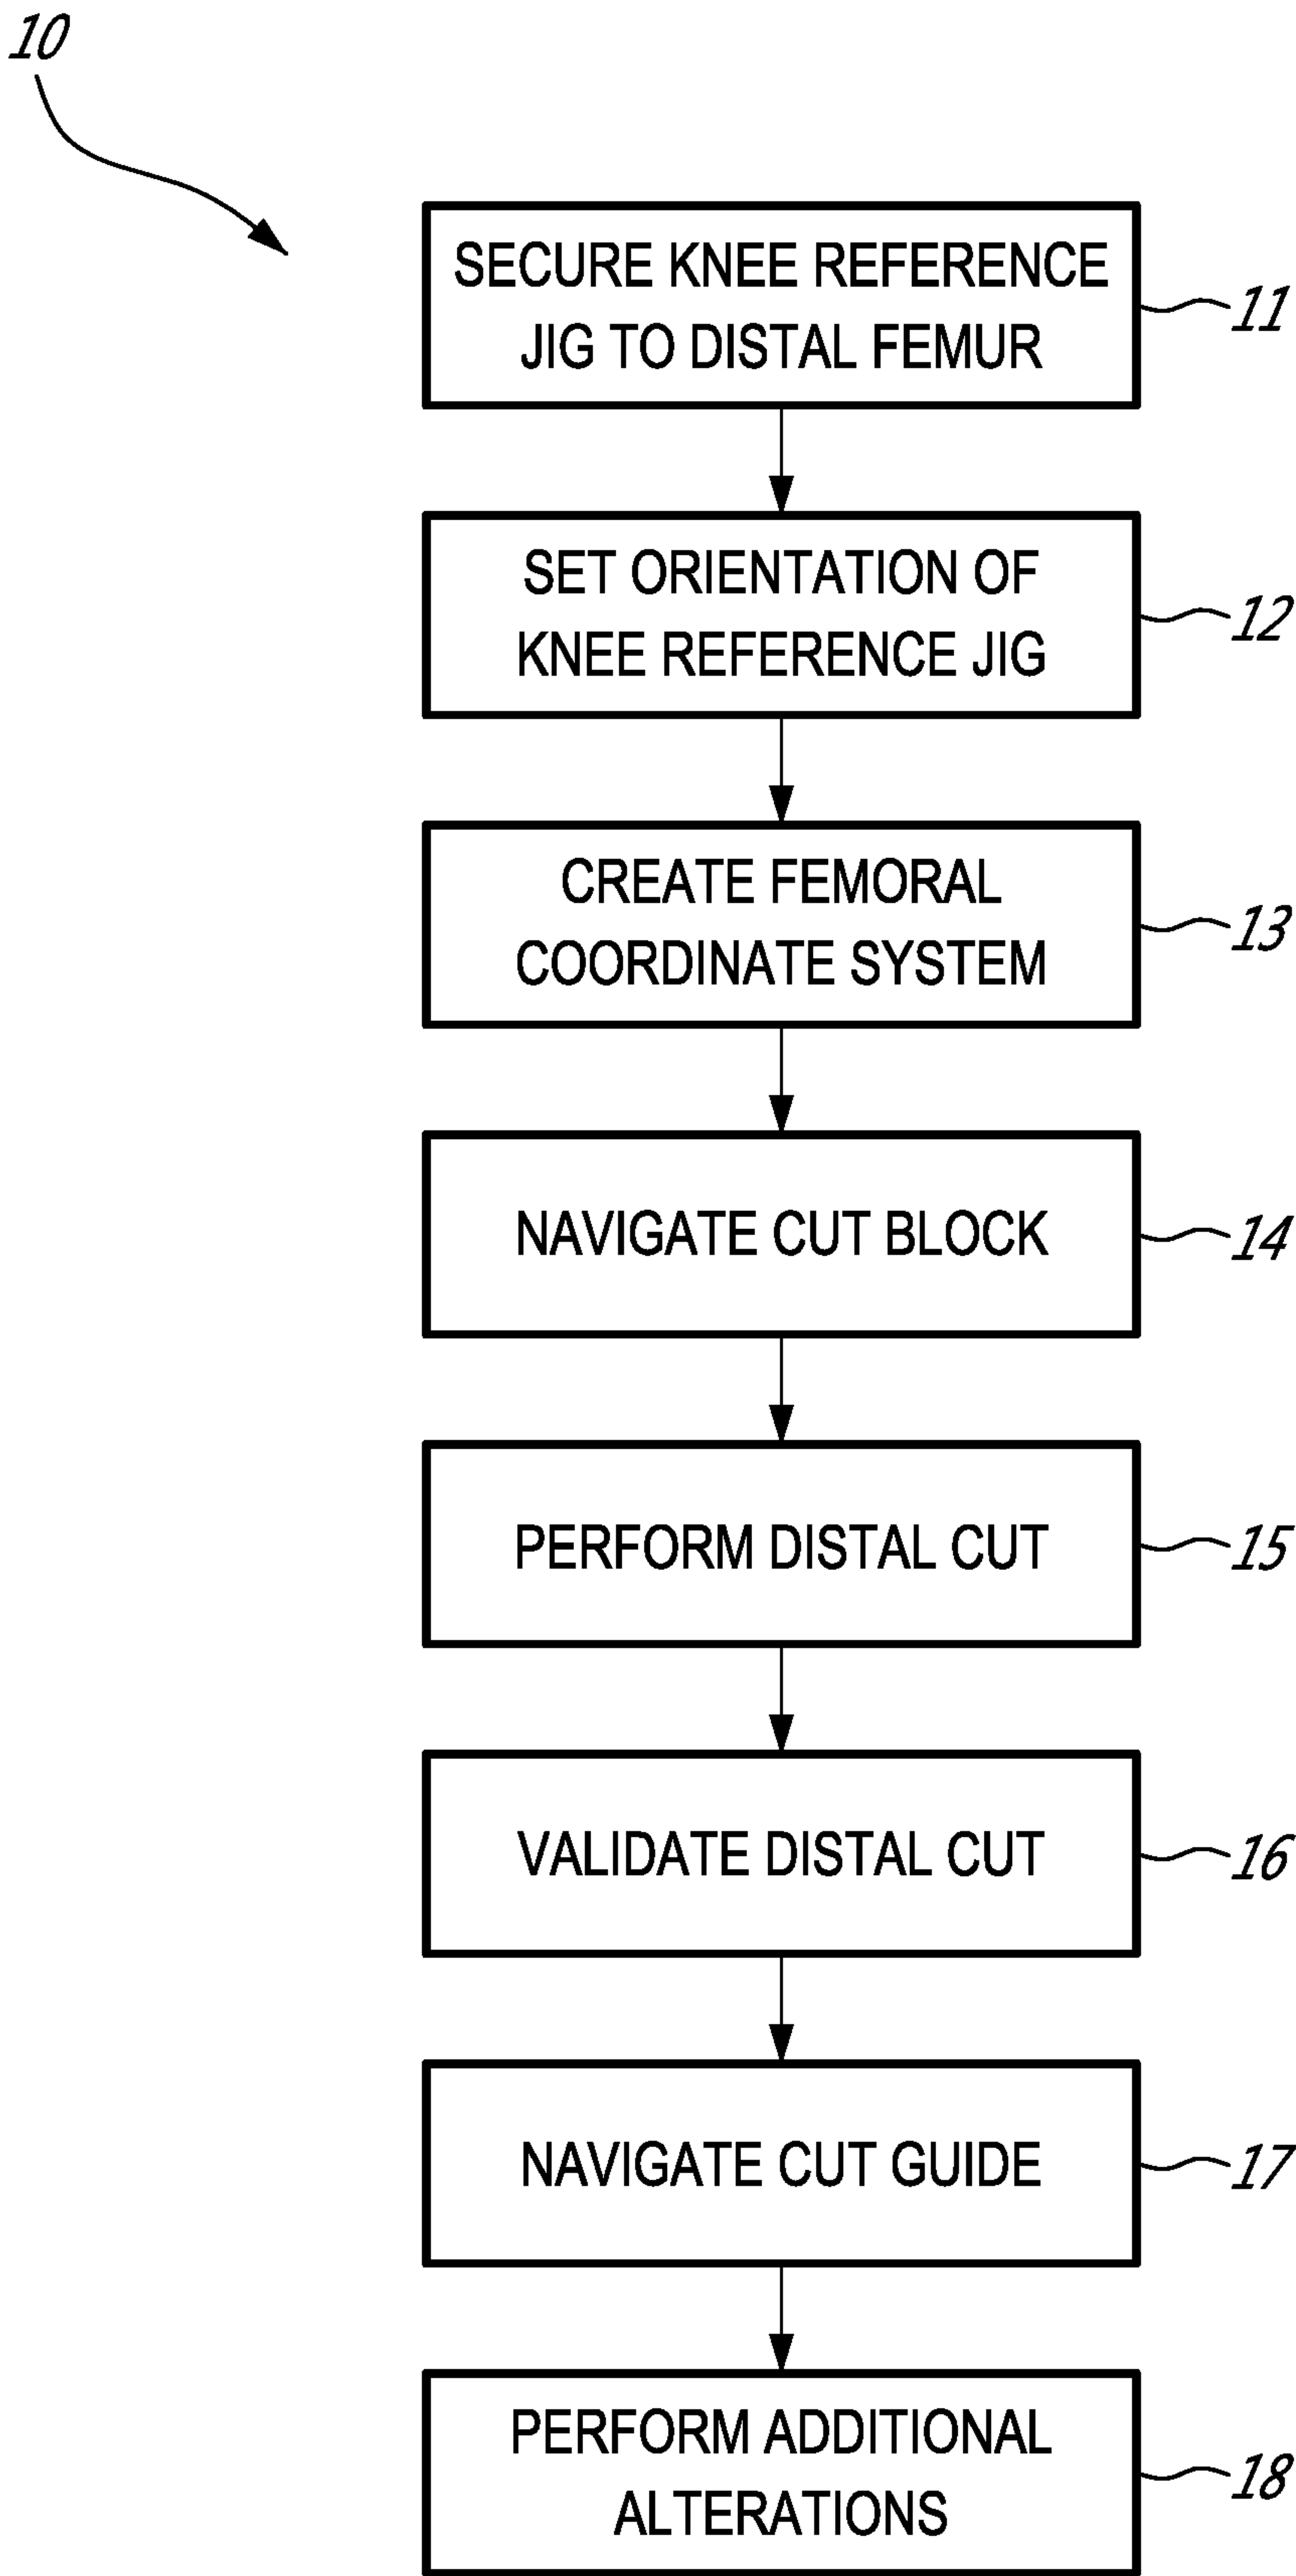 10
SECURE KNEE REFERENCE
JIG TO DISTAL FEMUR
11
SET ORIENTATION OF
KNEE REFERENCE JIG
12
CREATE FEMORAL
COORDINATE SYSTEM
13
NAVIGATE CUT BLOCK
14
PERFORM DISTAL CUT
15
VALIDATE DISTAL CUT
16
NAVIGATE CUT GUIDE
17
PERFORM ADDITIONAL
ALTERATIONS
18